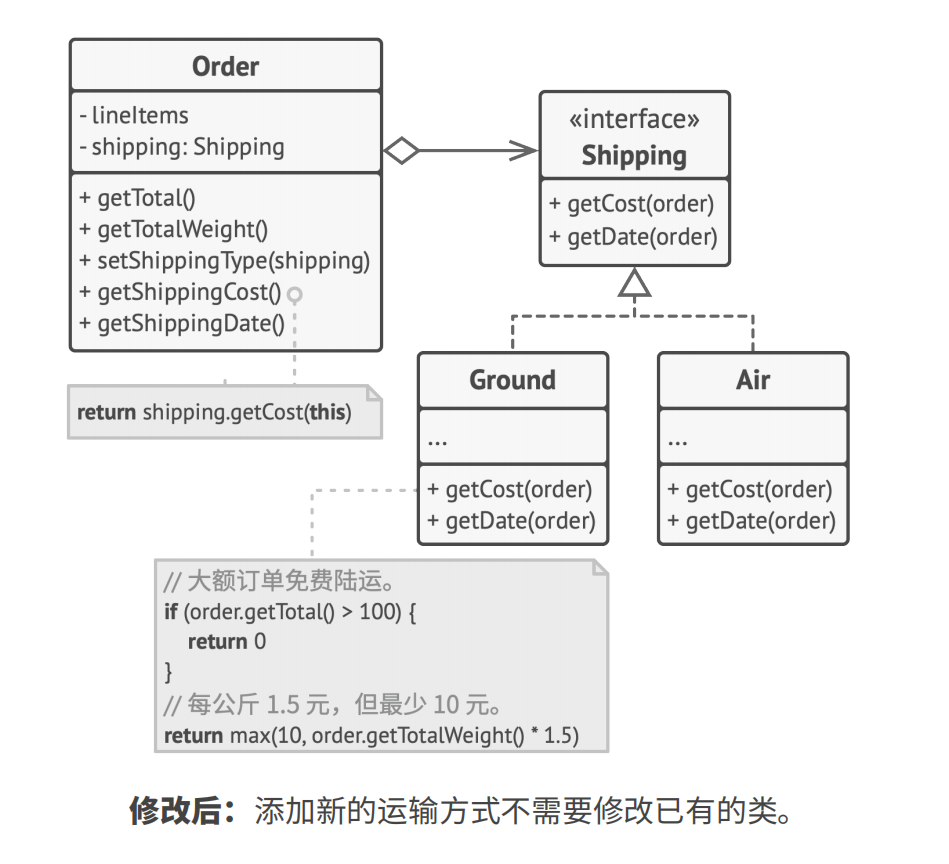 Order
- lineItems
- shipping: Shipping
+ getTotal()
+ getTotalWeight()
+ setShippingType(shipping)
+ getShippingCost()
+ getShippingDate()
return shipping.getCost(this)
«interface»
Shipping
+ getCost(order)
+ getDate(order)
Ground
...
+ getCost(order)
+ getDate(order)
Air
...
+ getCost(order)
+ getDate(order)
// 大额订单免费陆运。
if (order.getTotal() > 100) {
return 0
}
// 每公斤 1.5 元，但最少 10 元。
return max(10, order.getTotalWeight() * 1.5)
修改后：添加新的运输方式不需要修改已有的类。